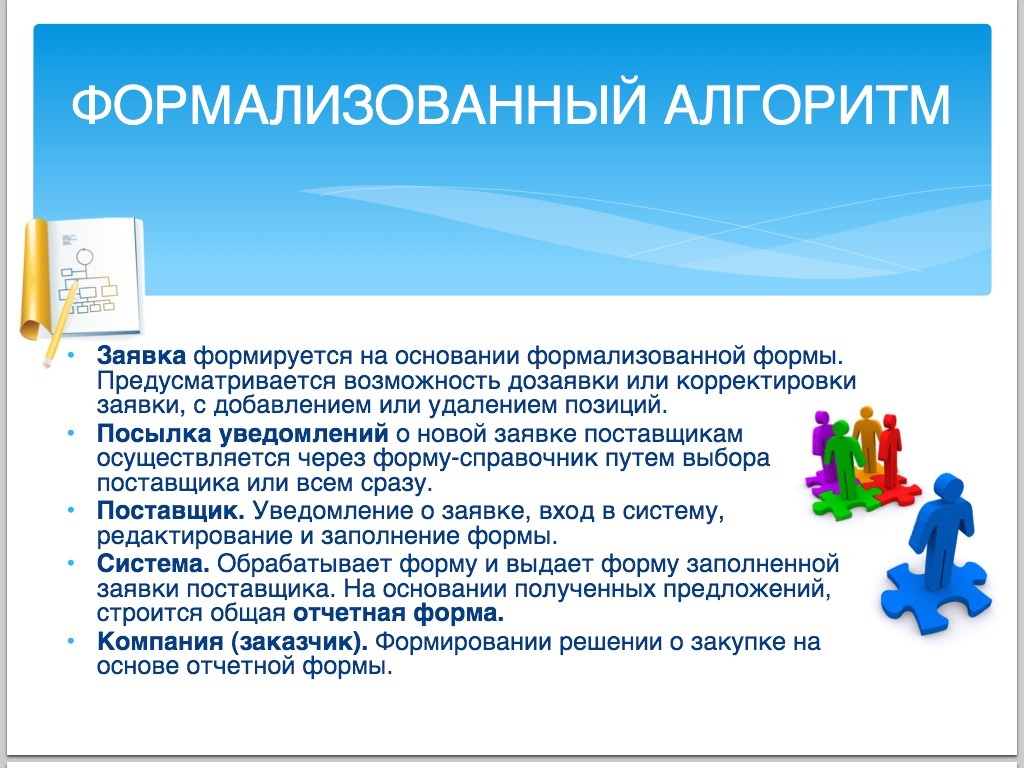 ФОРМАЛИЗОВАННЫЙ АЛГОРИТМ
• Заявка формируется на основании формализованной формы.
Предусматривается возможность дозаявки или корректировки
заявки, с добавлением или удалением позиций.
• Посылка уведомлений о новой заявке поставщикам
осуществляется через форму-справочник путем выбора
поставщика или всем сразу.
• Поставщик. Уведомление о заявке, вход в систему,
редактирование и заполнение формы.
• Система. Обрабатывает форму и выдает форму заполненной
заявки поставщика. На основании полученных предложений,
строится общая отчетная форма.
• Компания (заказчик). Формировании решении о закупке на
основе отчетной формы.